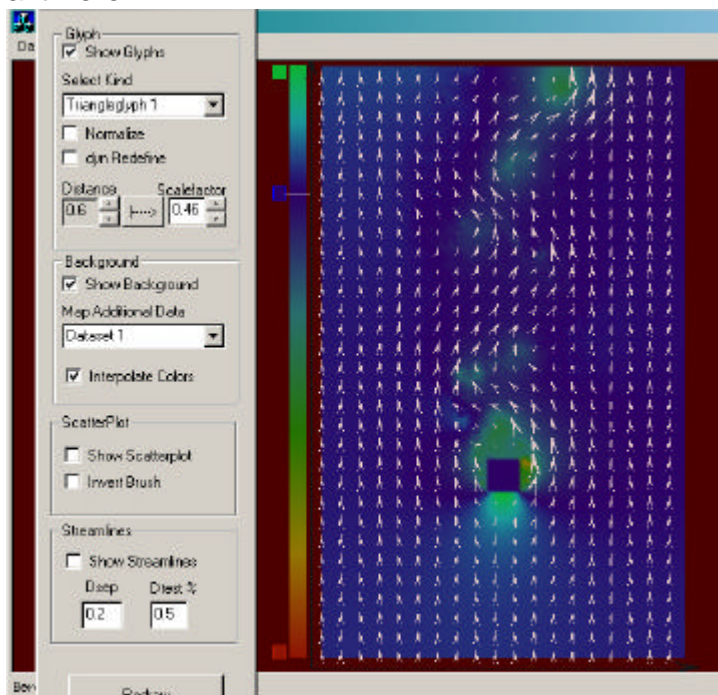 Da
Glyph
Show Glyphs
Select Kind
Triangleglyph 1
Normalize
dyn Redefine
Distance Scalefactor
0.6 |----> 0.46
Background
Show Background
Map Additional Data
Dataset 1
Interpolate Colors
ScatterPlot
Show Scatterplot
Invert Brush
Streamlines
Show Streamlines
Dsep Dtest %
0.2 0.5